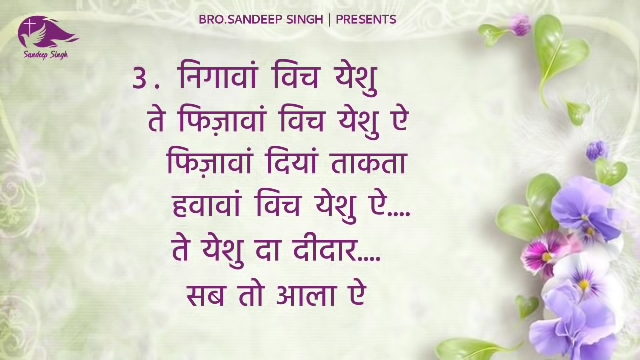 BRO.SANDEEP SINGH | PRESENTS
Sandeep Singh
3. निगावां विच येशु
ते फिज़ावां विच येशु ऐ
फिज़ावां दियां ताकता
हवावां विच येशु ऐ....
ते येशु दा दीदार....
सब तो आला ऐ